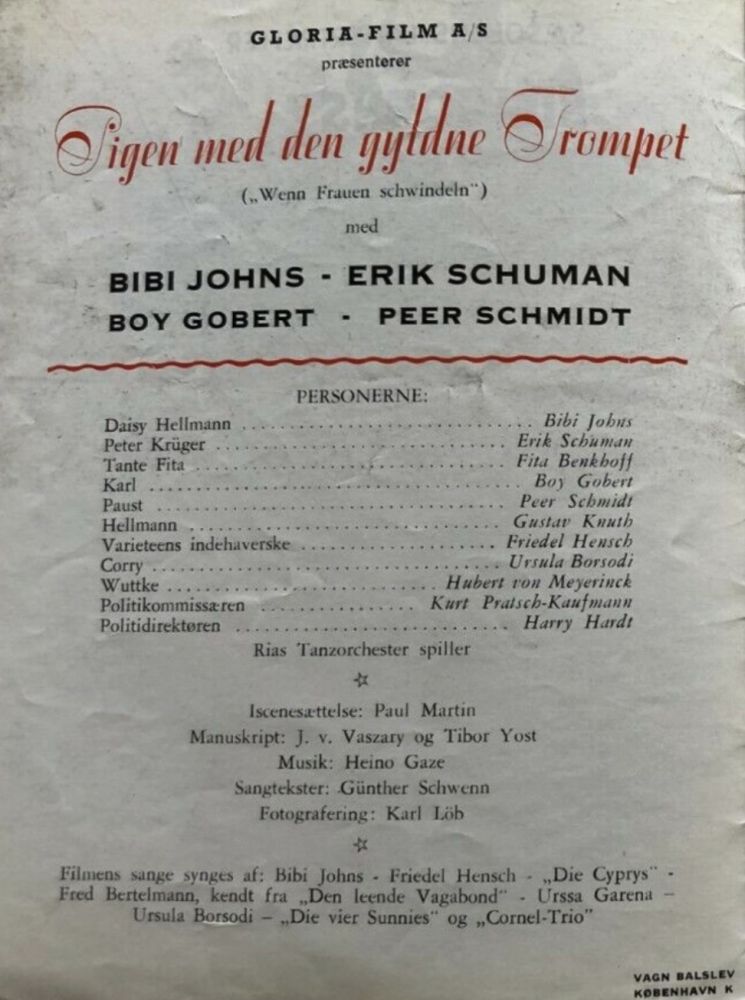 GLORIA-FILM A/S
præsenterer
Pigen med den gyldne Trompet
(„Wenn Frauen schwindeln")
med
BIBI JOHNS - ERIK SCHUMAN
BOY GOBERT - PEER SCHMIDT
PERSONERNE:
Daisy Hellmann .............................. Bibi Johns
Peter Krüger .............................. Erik Schuman
Tante Fita .............................. Fita Benkhoff
Karl .............................. Boy Gobert
Paust .............................. Peer Schmidt
Hellmann .............................. Gustav Knuth
Varieteens indehaverske .................... Friedel Hensch
Corry .............................. Ursula Borsodi
Wuttke .......................... Hubert von Meyerinck
Politikommissæren ............... Kurt Pratsch-Kaufmann
Politidirektøren .......................... Harry Hardt
Rias Tanzorchester spiller
☆
Iscenesættelse: Paul Martin
Manuskript: J. v. Vaszary og Tibor Yost
Musik: Heino Gaze
Sangtekster: Günther Schwenn
Fotografering: Karl Löb
☆
Filmens sange synges af: Bibi Johns - Friedel Hensch - „Die Cyprys" -
Fred Bertelmann, kendt fra „Den leende Vagabond" - Urssa Garena –
Ursula Borsodi – „Die vier Sunnies" og „Cornel-Trio"
VAGN BALSLEV
KØBENHAVN K